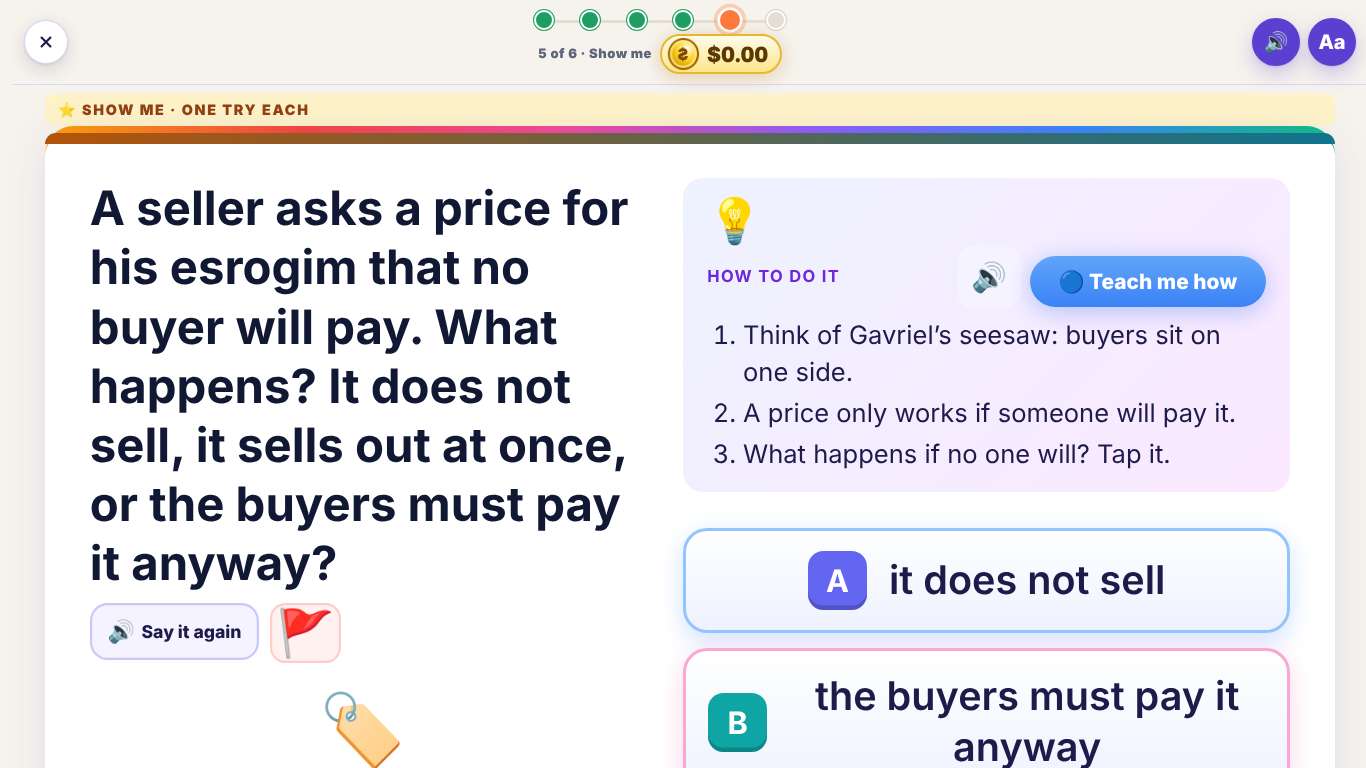 ✕
5 of 6 · Show me
$0.00
Aa
SHOW ME · ONE TRY EACH
A seller asks a price for
his esrogim that no
buyer will pay. What
happens? It does not
sell, it sells out at once,
or the buyers must pay
it anyway?
Say it again
HOW TO DO IT
Teach me how
1. Think of Gavriel’s seesaw: buyers sit on
one side.
2. A price only works if someone will pay it.
3. What happens if no one will? Tap it.
A it does not sell
B the buyers must pay it
anyway